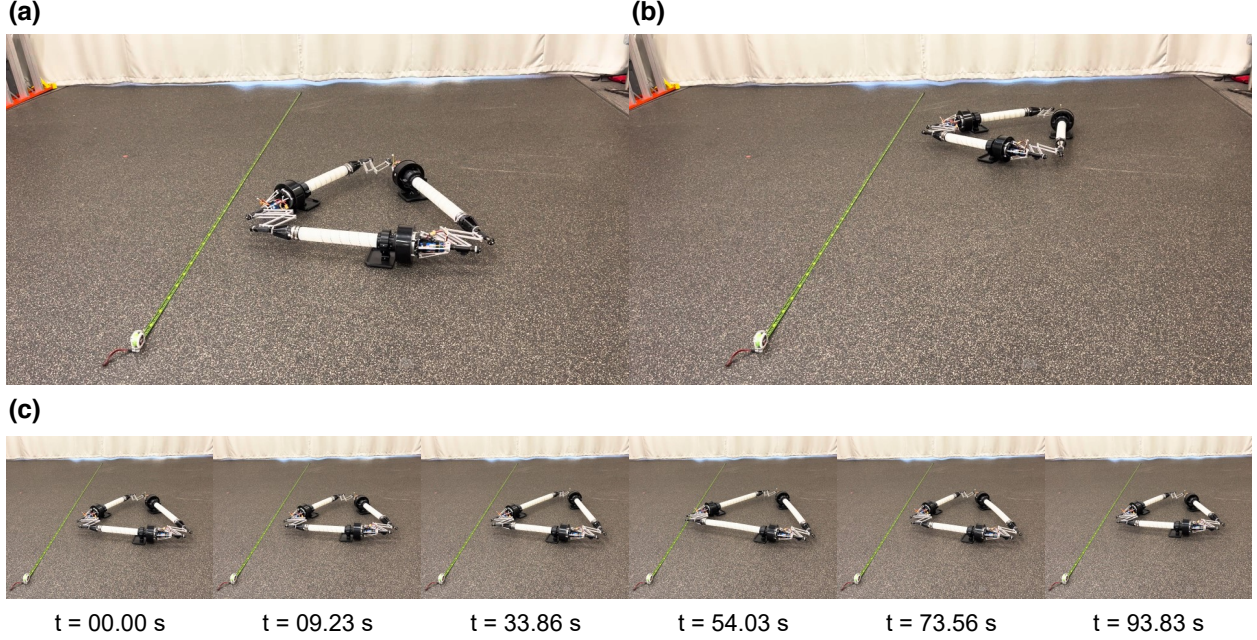 (a)
(b)
(c)
t = 00.00 s
t = 09.23 s
t = 33.86 s
t = 54.03 s
t = 73.56 s
t = 93.83 s